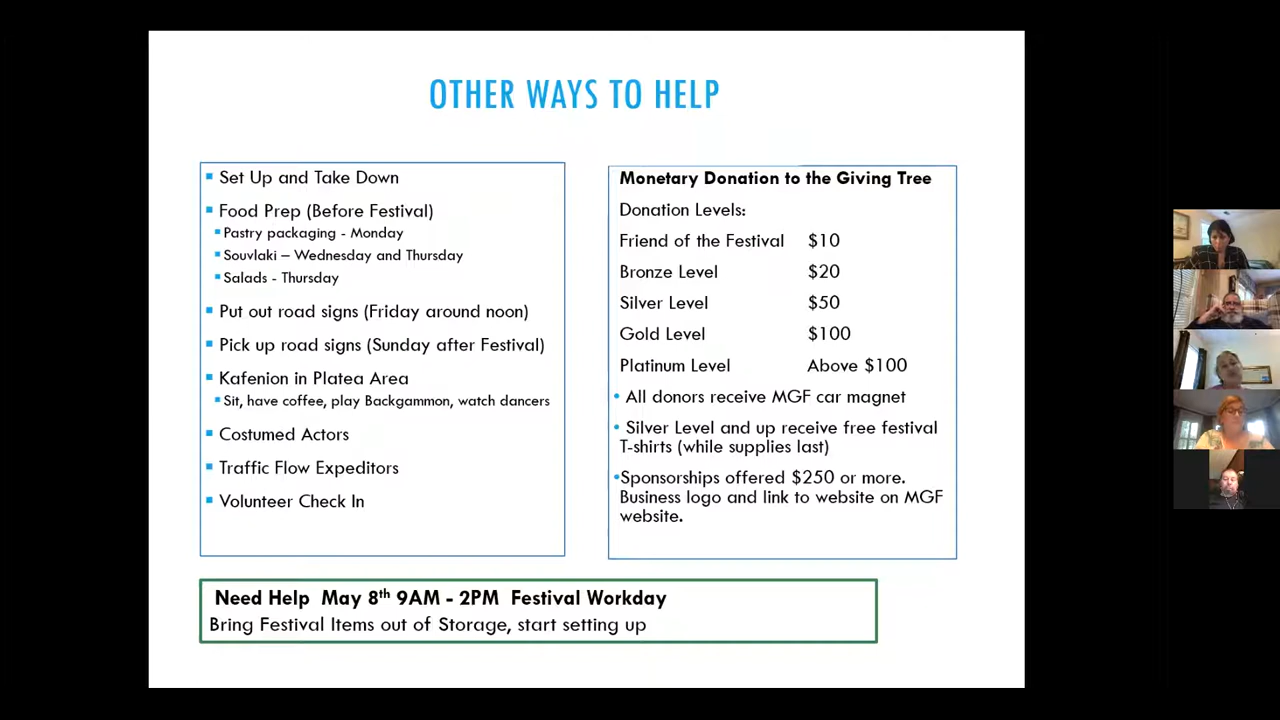 OTHER WAYS TO HELP
Set Up and Take Down
Food Prep (Before Festival)
Pastry packaging - Monday
Souvlaki – Wednesday and Thursday
Salads - Thursday
Put out road signs (Friday around noon)
Pick up road signs (Sunday after Festival)
Kafenion in Platea Area
Sit, have coffee, play Backgammon, watch dancers
Costumed Actors
Traffic Flow Expeditors
Volunteer Check In
Monetary Donation to the Giving Tree
Donation Levels:
Friend of the Festival $10
Bronze Level $20
Silver Level $50
Gold Level $100
Platinum Level Above $100
• All donors receive MGF car magnet
• Silver Level and up receive free festival
T-shirts (while supplies last)
•Sponsorships offered $250 or more.
Business logo and link to website on MGF
website.
Need Help May 8th 9AM - 2PM Festival Workday
Bring Festival Items out of Storage, start setting up